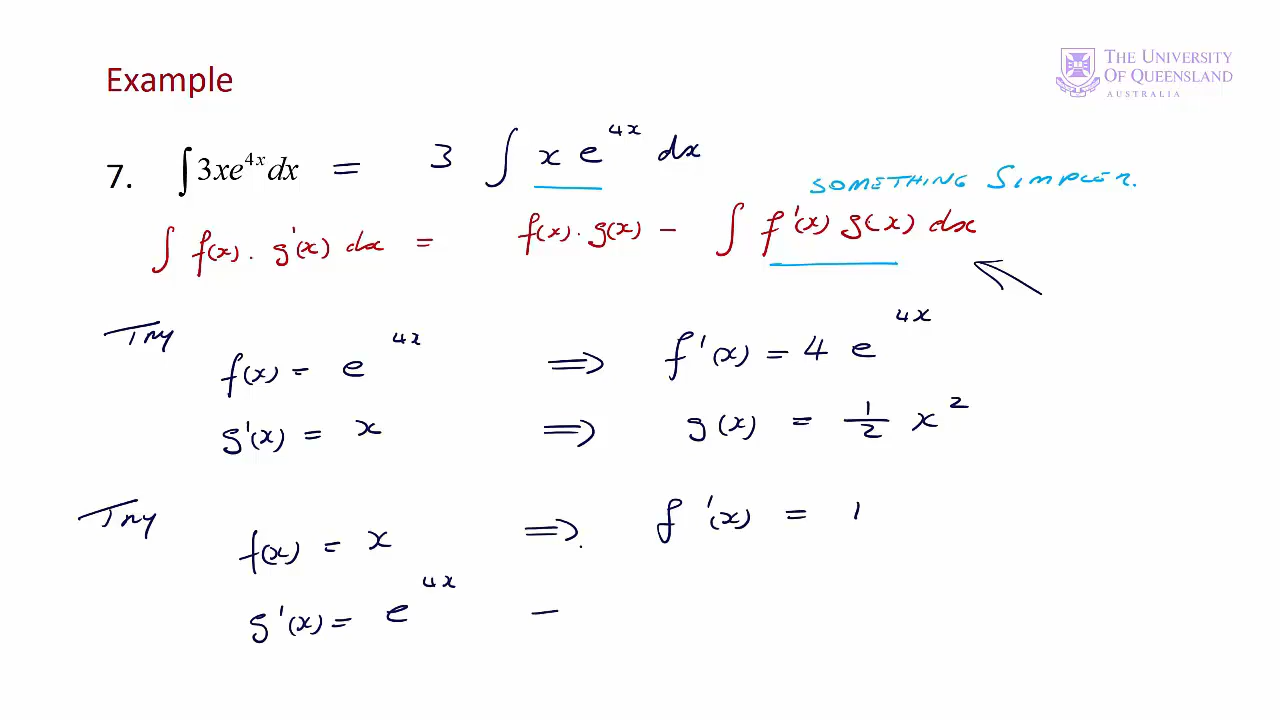 THE UNIVERSITY
OF QUEENSLAND
AUSTRALIA
Example
7. ∫3xe^{4x}dx = 3 ∫ x e^{4x} dx
SOMETHING SIMPLER.
∫ f(x) . g'(x) dx = f(x) . g(x) − ∫ f'(x) g(x) dx
Try
f(x) = e^{4x} ⟹ f'(x) = 4 e^{4x}
g'(x) = x ⟹ g(x) = 1/2 x^2
Try
f(x) = x ⟹ f'(x) = 1
g'(x) = e^{4x} −